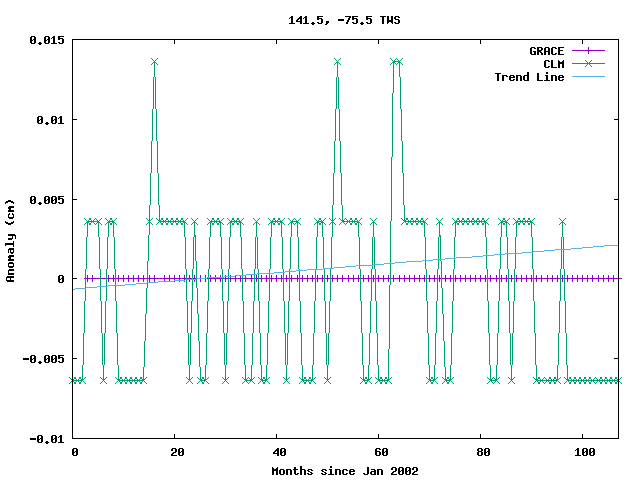 141.5, -75.5 TWS
0.015
0.01
0.005
0
-0.005
-0.01
Anomaly (cm)
GRACE
CLM
Trend Line
0 20 40 60 80 100
Months since Jan 2002